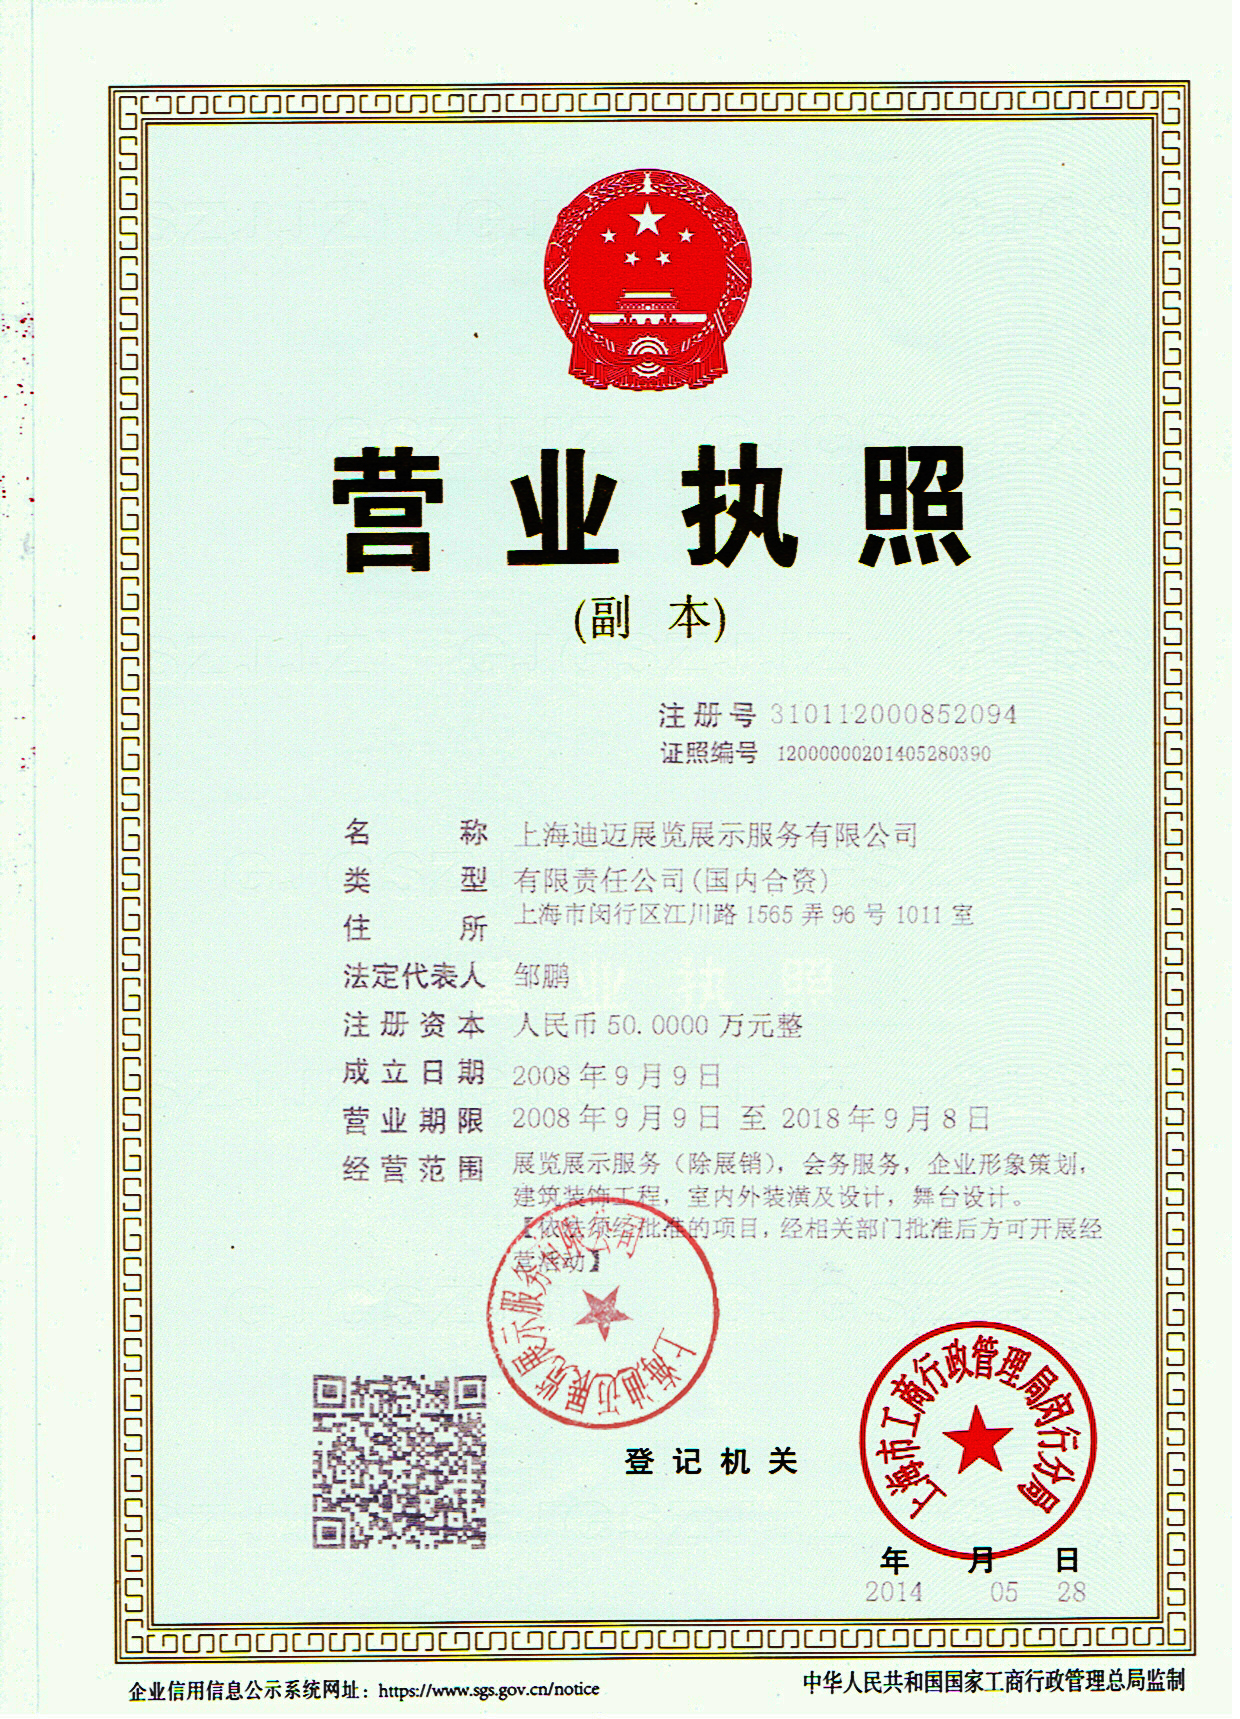 营业执照
(副 本)
注册号 310112000852094
证照编号 12000000201405280390
名称 上海迪迈展览展示服务有限公司
类型 有限责任公司(国内合资)
住所 上海市闵行区江川路 1565 弄 96 号 1011 室
法定代表人 邹鹏
注册资本 人民币 50.0000 万元整
成立日期 2008 年 9 月 9 日
营业期限 2008 年 9 月 9 日 至 2018 年 9 月 8 日
经营范围 展览展示服务（除展销），会务服务，企业形象策划，
建筑装饰工程，室内外装潢及设计，舞台设计。
【依法须经批准的项目，经相关部门批准后方可开展经
营活动】
上海迪迈展览展示服务有限公司
登记机关
上海市工商行政管理局闵行分局
年 月 日
2014 05 28
企业信用信息公示系统网址：https://www.sgs.gov.cn/notice
中华人民共和国国家工商行政管理总局监制